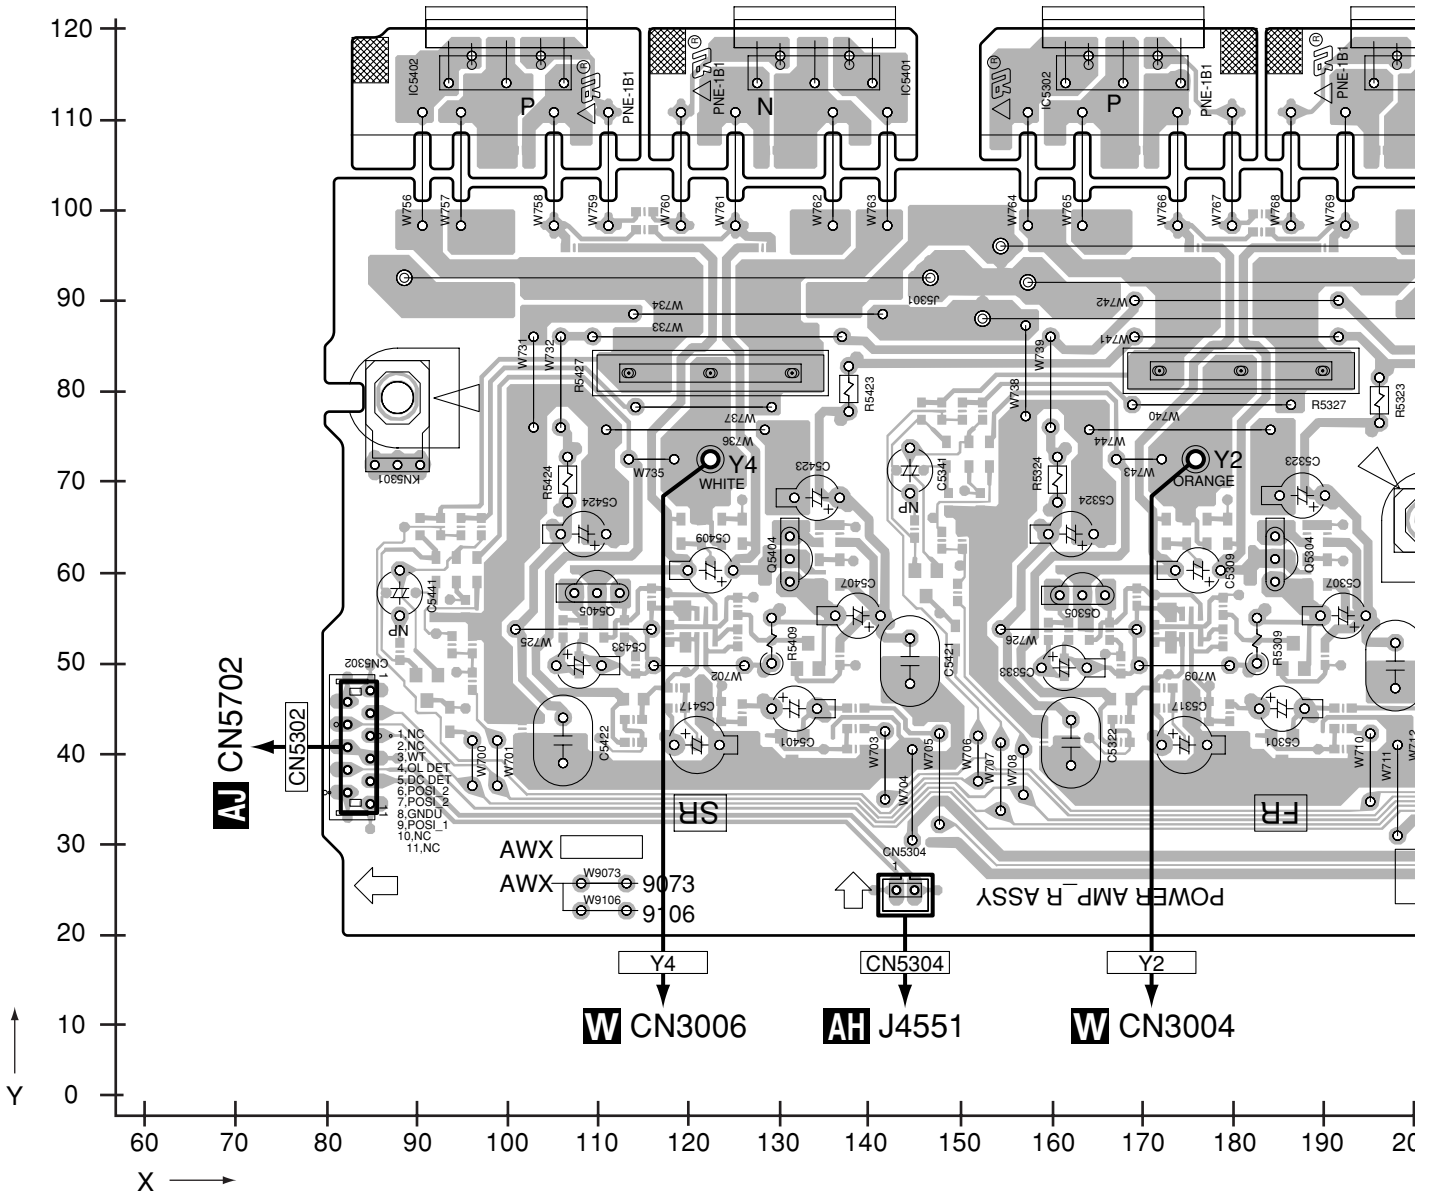 120
110
100
90
80
70
60
50
40
30
20
10
0
Y
60 70 80 90 100 110 120 130 140 150 160 170 180 190 20
X
IC5402
P
PNE-1B1
PNE-1B1
N
IC5401
IC5302
P
PNE-1B1
PNE-1B1
W756
W757
W758
W759
W760
W761
W762
W763
W764
W765
W766
W767
W768
W769
J5301
W734
W733
W742
W741
W731
W732
R5427
R5423
W739
W738
R5327
R5323
W737
W736
W735
W740
W744
W743
Y4
WHITE
Y2
ORANGE
KN5301
R5424
C5424
C5423
C5341
NP
R5324
C5324
C5323
C5409
Q5404
C5407
C5309
Q5304
C5307
C5441
NP
Q5405
Q5305
W725
C5433
R5409
W702
C5421
W726
C5333
W709
R5309
CN5302
1
C5417
C5422
C5401
C5317
C5322
C5301
W700
W701
W703
W704
W705
W706
W707
W708
W710
W711
W712
1,NC
2,NC
3,WT
4,OL DET
5,DC DET
6,POSI_2
7,POSI_2
8,GNDU
9,POSI_1
10,NC
11,NC
11
AJ CN5702
CN5302
SR
FR
AWX
AWX
W9073
9073
W9106
9106
CN5304
1
POWER AMP_R ASSY
Y4
CN5304
Y2
W CN3006
AH J4551
W CN3004